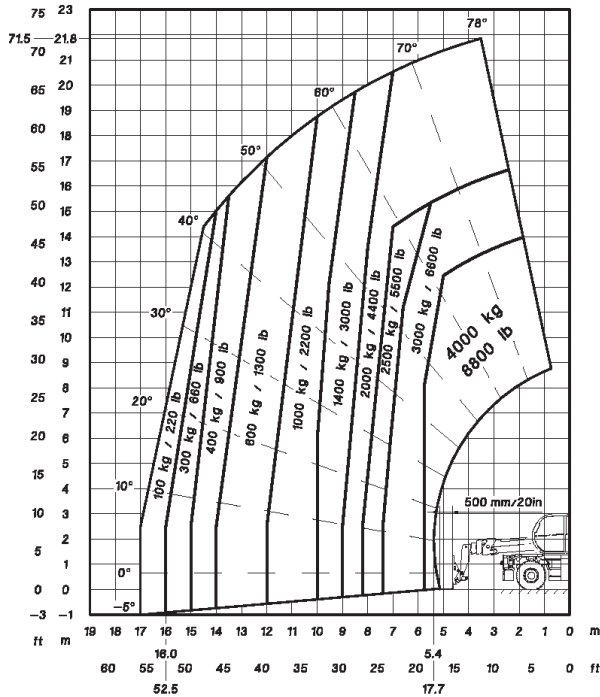 75 23
71.5 21.8
78°
70 22
70°
21
65 20
60°
19
60 18
50°
55 17
16
50 15
40°
45 14
13
40 12
30°
11
35 10
9
30 8
20°
25 7
6
20 5
15 4
10°
3
10 2
5 1
0°
0 0
-5°
-3 -1
ft m
100 kg / 220 lb
300 kg / 660 lb
400 kg / 900 lb
600 kg / 1300 lb
1000 kg / 2200 lb
1400 kg / 3000 lb
2000 kg / 4400 lb
2500 kg / 5500 lb
3000 kg / 6600 lb
4000 kg
8800 lb
500 mm/20in
19 18 17 16 15 14 13 12 11 10 9 8 7 6 5 4 3 2 1 0 m
16.0 5.4
60 55 50 45 40 35 30 25 20 15 10 5 0 ft
52.5 17.7